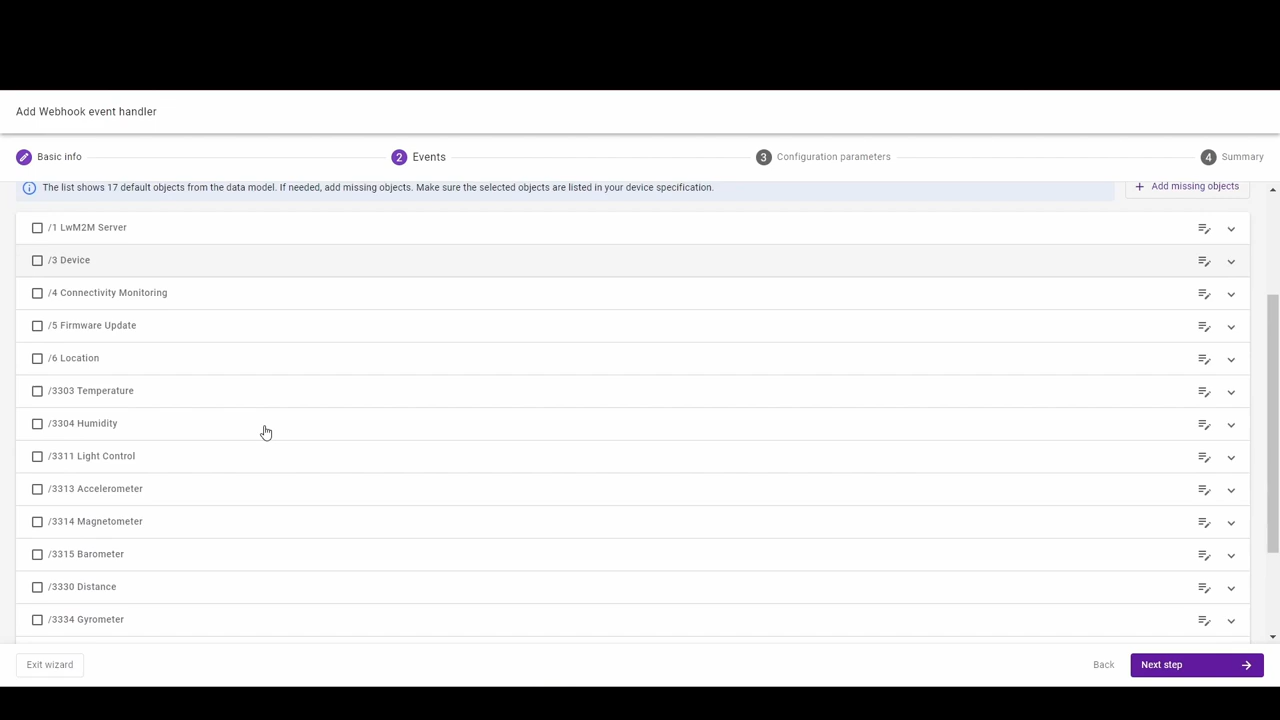 Add Webhook event handler
Basic info
2 Events
3 Configuration parameters
4 Summary
The list shows 17 default objects from the data model. If needed, add missing objects. Make sure the selected objects are listed in your device specification.
+ Add missing objects
/1 LwM2M Server
/3 Device
/4 Connectivity Monitoring
/5 Firmware Update
/6 Location
/3303 Temperature
/3304 Humidity
/3311 Light Control
/3313 Accelerometer
/3314 Magnetometer
/3315 Barometer
/3330 Distance
/3334 Gyrometer
Exit wizard
Back
Next step